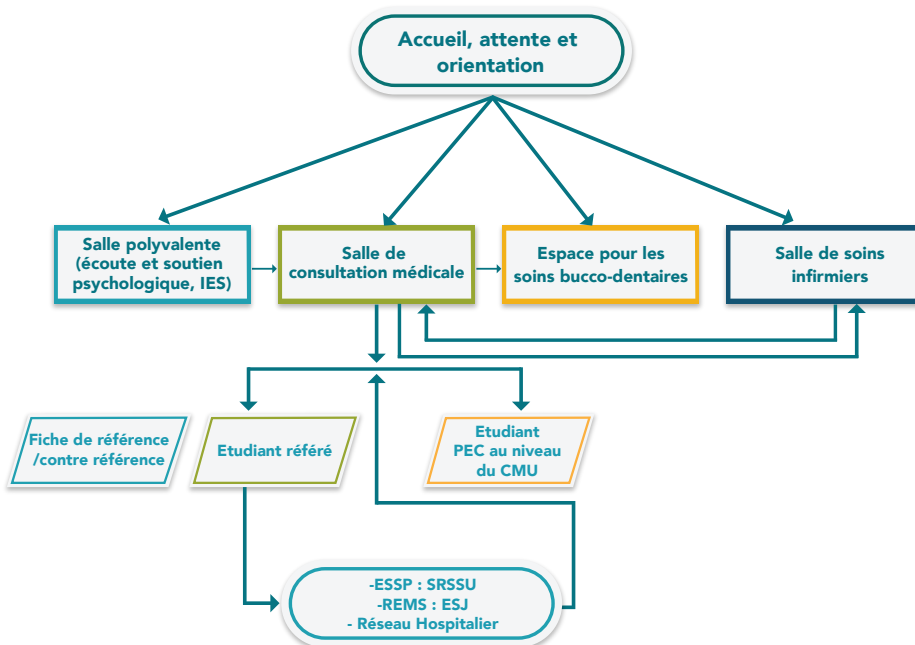 Accueil, attente et
orientation
Salle polyvalente
(écoute et soutien
psychologique, IES)
Salle de
consultation médicale
Espace pour les
soins bucco-dentaires
Salle de soins
infirmiers
Fiche de référence
/contre référence
Etudiant référé
Etudiant
PEC au niveau
du CMU
-ESSP : SRSSU
-REMS : ESJ
- Réseau Hospitalier